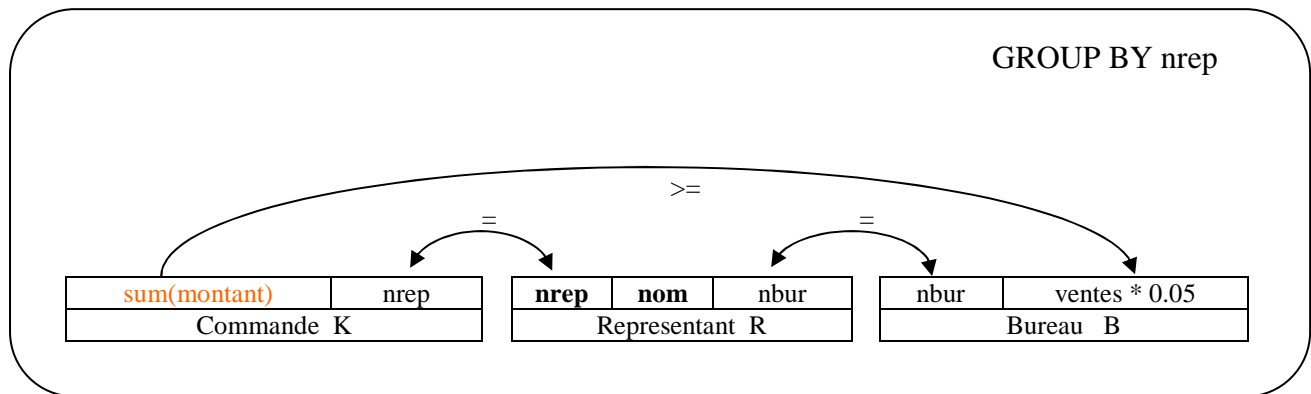 GROUP BY nrep
>=
= =
sum(montant) nrep nrep nom nbur nbur ventes * 0.05
Commande K Representant R Bureau B